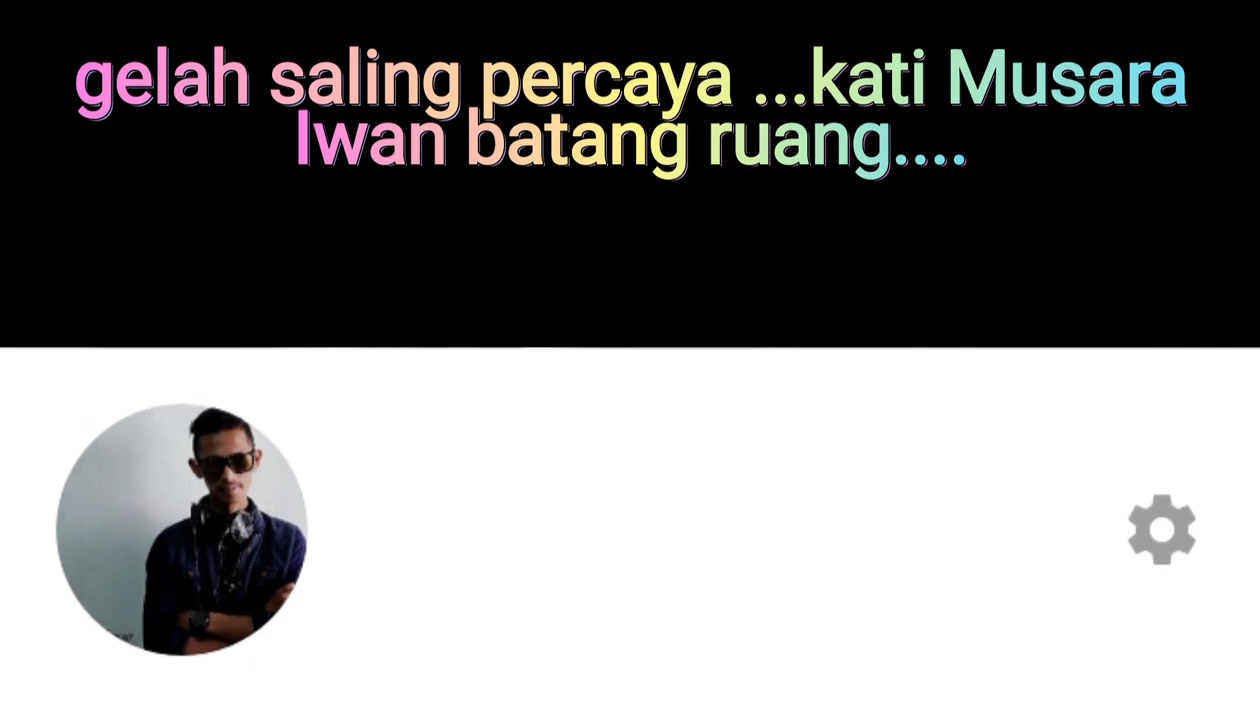 gelah saling percaya ...kati Musara
Iwan batang ruang....